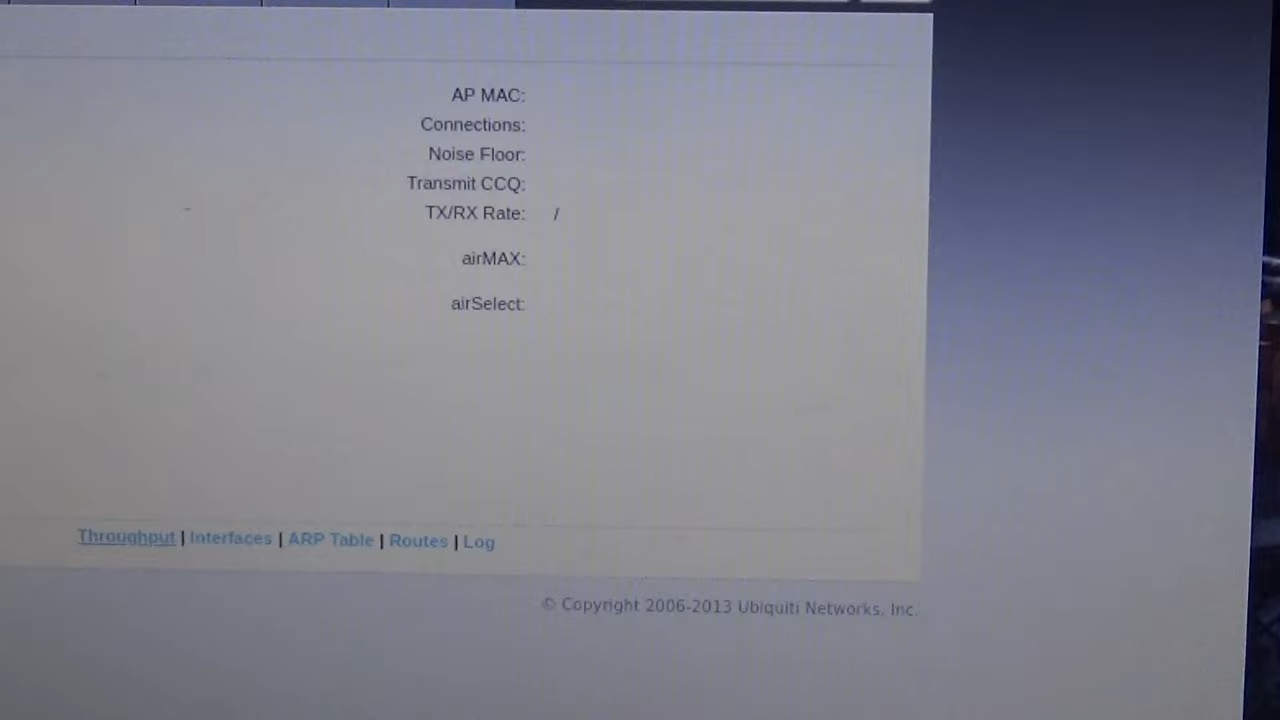 AP MAC:
Connections:
Noise Floor:
Transmit CCQ:
TX/RX Rate: /
airMAX:
airSelect:
Throughput | Interfaces | ARP Table | Routes | Log
© Copyright 2006-2013 Ubiquiti Networks, Inc.